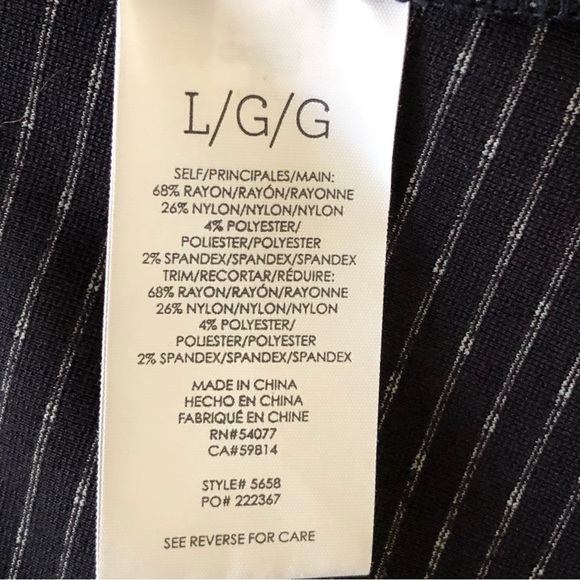 L/G/G
SELF/PRINCIPALES/MAIN:
68% RAYON/RAYÓN/RAYONNE
26% NYLON/NYLON/NYLON
4% POLYESTER/
POLIESTER/POLYESTER
2% SPANDEX/SPANDEX/SPANDEX
TRIM/RECORTAR/RÉDUIRE:
68% RAYON/RAYÓN/RAYONNE
26% NYLON/NYLON/NYLON
4% POLYESTER/
POLIESTER/POLYESTER
2% SPANDEX/SPANDEX/SPANDEX
MADE IN CHINA
HECHO EN CHINA
FABRIQUÉ EN CHINE
RN#54077
CA#59814
STYLE# 5658
PO# 222367
SEE REVERSE FOR CARE